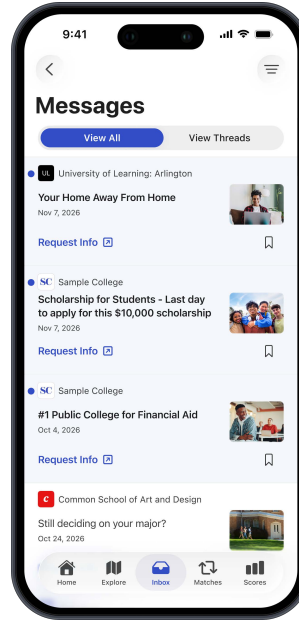 9:41
Messages
View All
View Threads
UL University of Learning: Arlington
Your Home Away From Home
Nov 7, 2026
Request Info
SC Sample College
Scholarship for Students - Last day
to apply for this $10,000 scholarship
Nov 7, 2026
Request Info
SC Sample College
#1 Public College for Financial Aid
Oct 4, 2026
Request Info
c Common School of Art and Design
Still deciding on your major?
Oct 24, 2026
Home
Explore
Inbox
Matches
Scores